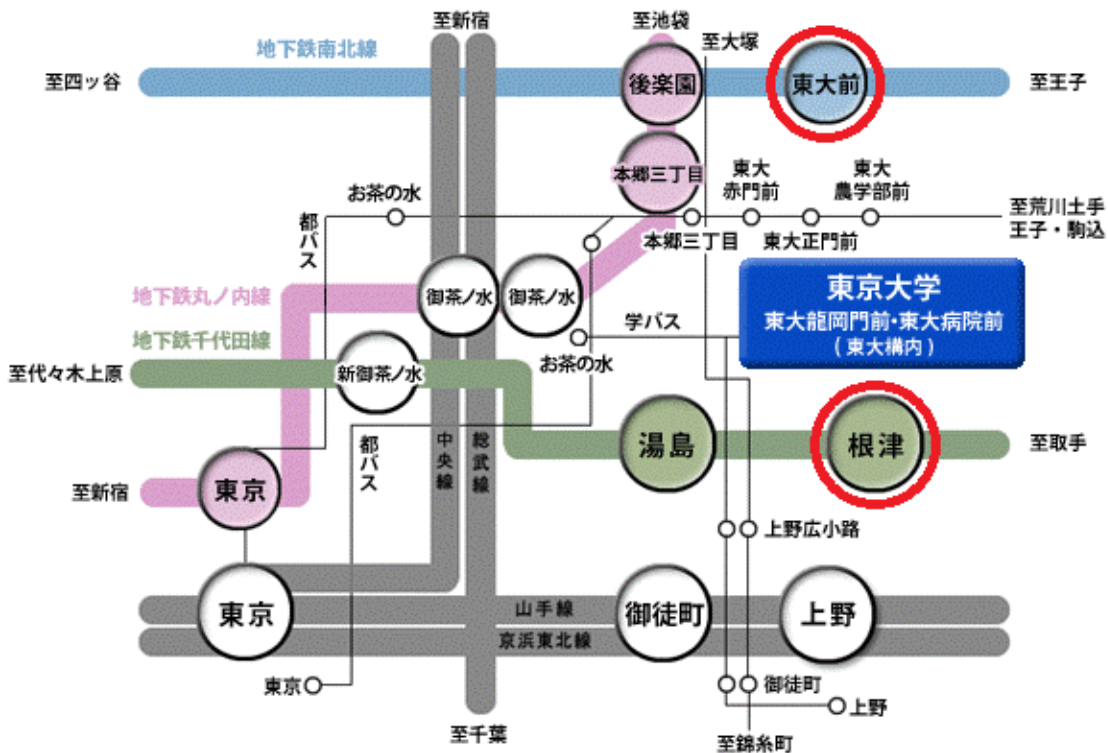 至新宿
至池袋
至大塚
地下鉄南北線
至四ッ谷
後楽園
東大前
至王子
本郷三丁目
お茶の水
東大
赤門前
東大
農学部前
都バス
本郷三丁目
東大正門前
至荒川土手
王子・駒込
地下鉄丸ノ内線
御茶ノ水
御茶ノ水
東京大学
東大龍岡門前・東大病院前
(東大構内)
学バス
お茶の水
地下鉄千代田線
至代々木上原
新御茶ノ水
都バス
中央線
総武線
湯島
根津
至取手
至新宿
東京
上野広小路
東京
山手線
京浜東北線
御徒町
上野
東京
御徒町
上野
至千葉
至錦糸町